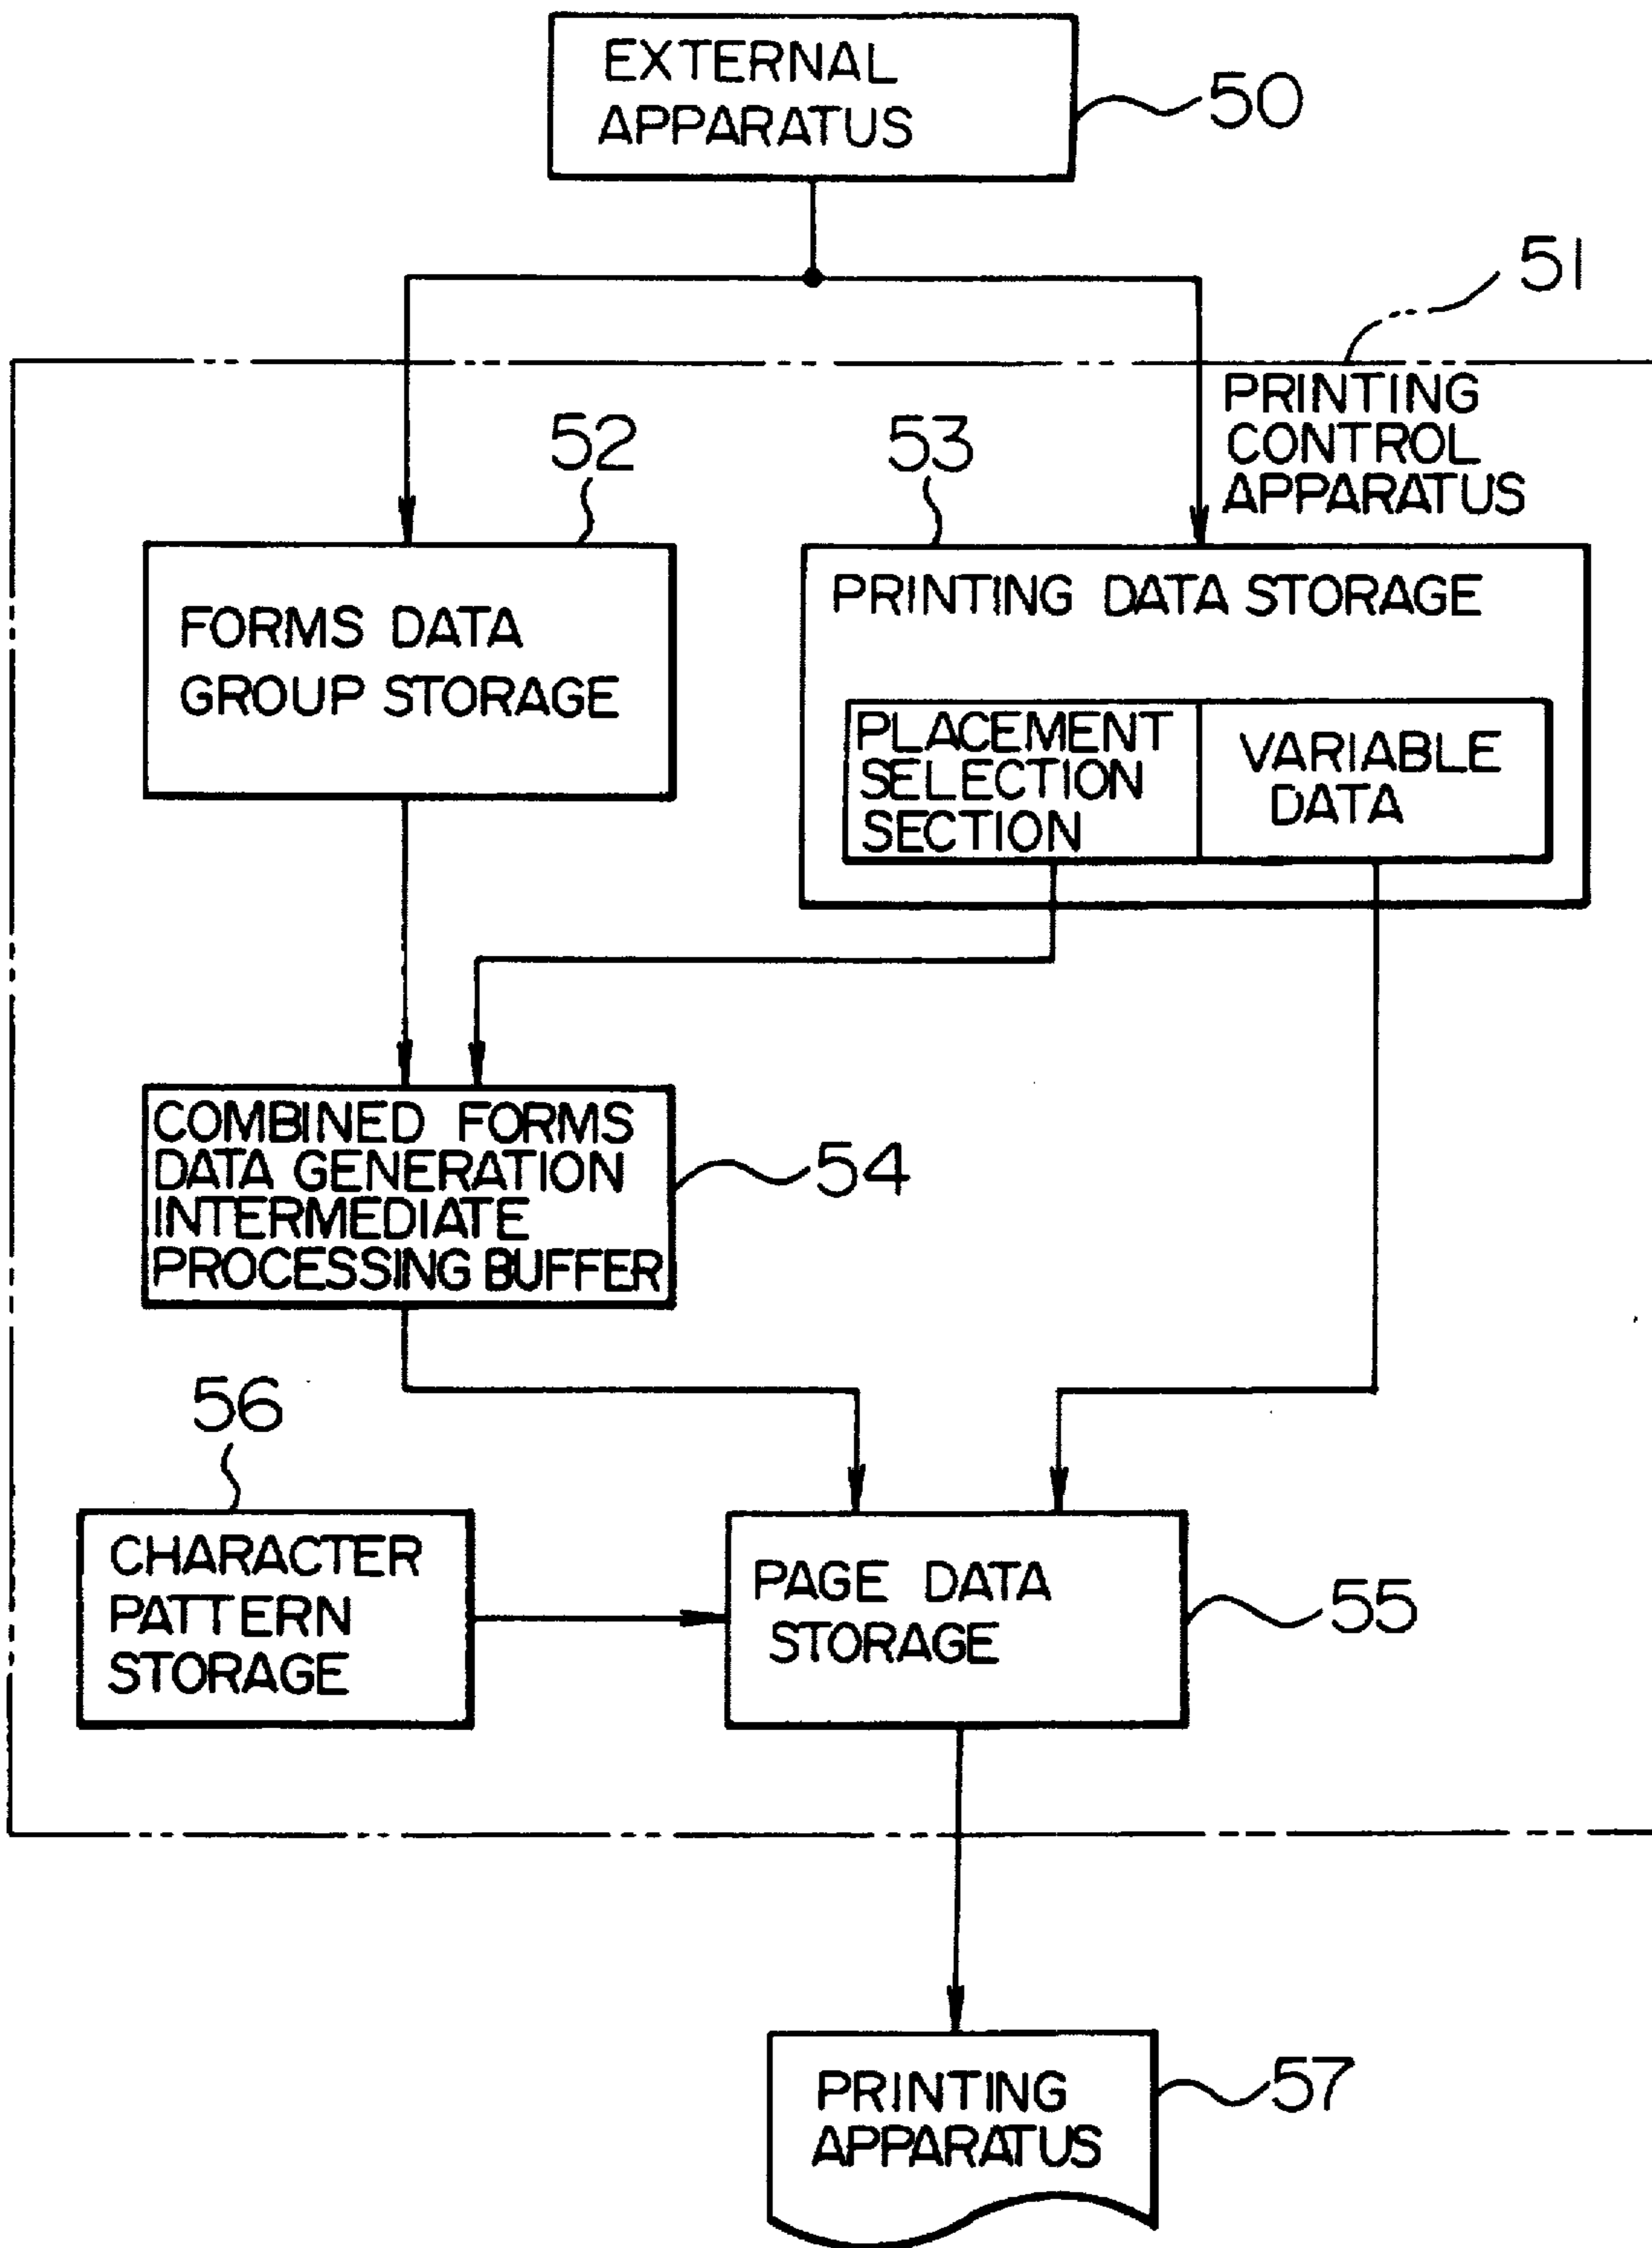 EXTERNAL
APPARATUS
50
51
PRINTING
CONTROL
APPARATUS
52
53
FORMS DATA
GROUP STORAGE
PRINTING DATA STORAGE
PLACEMENT
SELECTION
SECTION
VARIABLE
DATA
COMBINED FORMS
DATA GENERATION
INTERMEDIATE
PROCESSING BUFFER
54
56
CHARACTER
PATTERN
STORAGE
PAGE DATA
STORAGE
55
PRINTING
APPARATUS
57